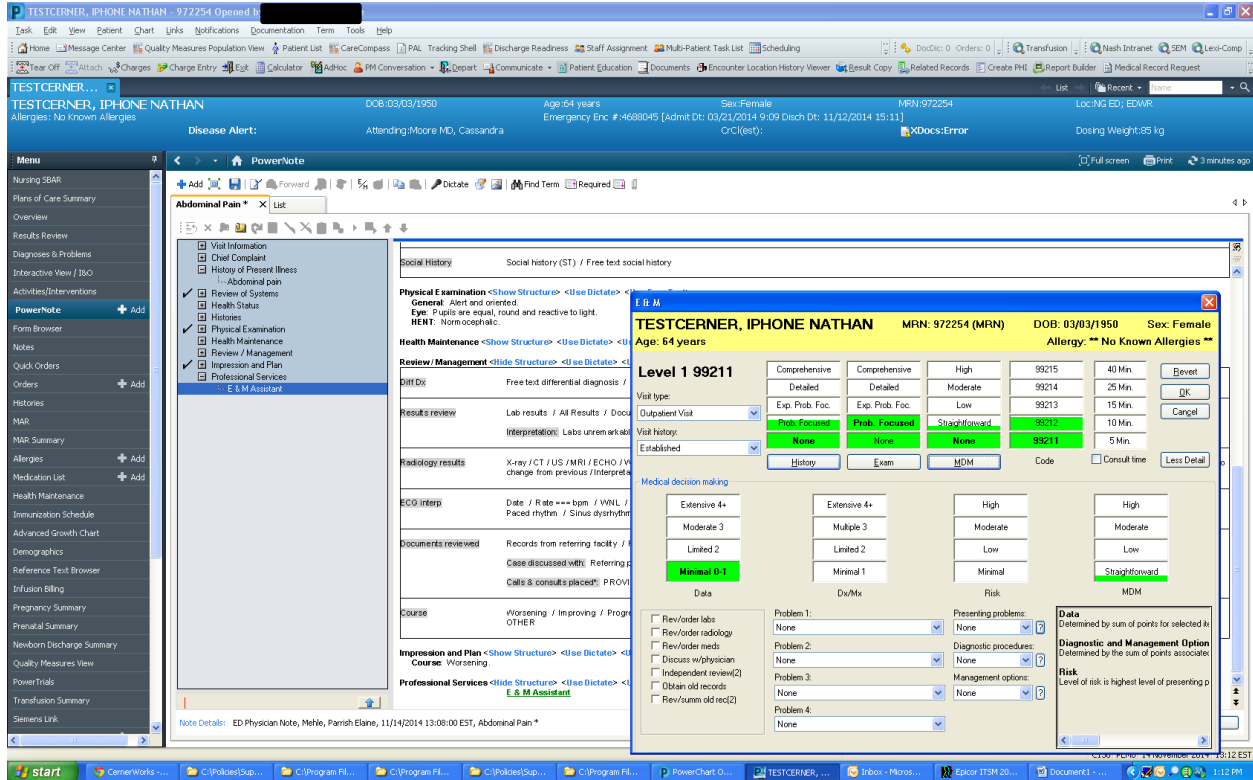 TESTCERNER, IPHONE NATHAN - 972254 Opened by
Task Edit View Patient Chart Links Notifications Documentation Term Tools Help
Home Message Center Quality Measures Population View Patient List CareCompass PAL Tracking Shell Discharge Readiness Staff Assignment Multi-Patient Task List Scheduling DocDic: 0 Orders: 0 Transfusion Nash Intranet SEM Lexi-Comp
Tear Off Attach Charges Charge Entry Exit Calculator AdHoc PM Conversation Depart Communicate Patient Education Documents Encounter Location History Viewer Result Copy Related Records Create PHI Report Builder Medical Record Request
TESTCERNER... List Recent Name
TESTCERNER, IPHONE NATHAN DOB:03/03/1950 Age:64 years Sex:Female MRN:972254 Loc:NG ED; EDWR
Allergies: No Known Allergies Emergency Enc #:4688045 [Admit Dt: 03/21/2014 9:09 Disch Dt: 11/12/2014 15:11]
Disease Alert: Attending:Moore MD, Cassandra CrCl(est): XDocs:Error Dosing Weight:85 kg
Menu PowerNote Full screen Print 3 minutes ago
Nursing SBAR
Plans of Care Summary
Overview
Results Review
Diagnoses & Problems
Interactive View / I&O
Activities/Interventions
PowerNote Add
Form Browser
Notes
Quick Orders
Orders Add
Histories
MAR
MAR Summary
Allergies Add
Medication List Add
Health Maintenance
Immunization Schedule
Advanced Growth Chart
Demographics
Reference Text Browser
Infusion Billing
Pregnancy Summary
Prenatal Summary
Newborn Discharge Summary
Quality Measures View
PowerTrials
Transfusion Summary
Siemens Link
Add Forward Dictate Find Term Required
Abdominal Pain * X List
Visit Information
Chief Complaint
History of Present Illness
Abdominal pain
Review of Systems
Health Status
Histories
Physical Examination
Health Maintenance
Review / Management
Impression and Plan
Professional Services
E & M Assistant
Social History Social history (ST) / Free text social history
Physical Examination <Show Structure> <Use Dictate>
General: Alert and oriented.
Eye: Pupils are equal, round and reactive to light.
HENT: Normocephalic.
Health Maintenance <Show Structure> <Use Dictate>
Review / Management <Hide Structure> <Use Dictate>
Diff Dx Free text differential diagnosis /
Results review Lab results / All Results /
Interpretation: Labs
Radiology results X-ray / CT / US / MRI / ECHO /
change from previous /
ECG interp Date / Rate === bpm / WNL /
Paced rhythm / Sinus
Documents reviewed Records from referring facility /
Case discussed with: Referring
Calls & consults placed*:
Course Worsening / Improving /
OTHER
Impression and Plan <Show Structure> <Use Dictate>
Course: Worsening.
Professional Services <Hide Structure> <Use Dictate>
E & M Assistant
Note Details: ED Physician Note, Mehle, Parrish Elaine, 11/14/2014 13:08:00 EST, Abdominal Pain *
E & M
TESTCERNER, IPHONE NATHAN MRN: 972254 (MRN) DOB: 03/03/1950 Sex: Female
Age: 64 years Allergy: ** No Known Allergies **
Level 1 99211
Visit type:
Outpatient Visit
Visit history:
Established
Comprehensive Comprehensive High 99215 40 Min. Revert
Detailed Detailed Moderate 99214 25 Min. OK
Exp. Prob. Foc. Exp. Prob. Foc. Low 99213 15 Min. Cancel
Prob. Focused Prob. Focused Straightforward 99212 10 Min.
None None None 99211 5 Min.
History Exam MDM Code Consult time Less Detail
Medical decision making
Extensive 4+ Extensive 4+ High High
Moderate 3 Multiple 3 Moderate Moderate
Limited 2 Limited 2 Low Low
Minimal 0-1 Minimal 1 Minimal Straightforward
Data Dx/Mx Risk MDM
Rev/order labs
Rev/order radiology
Rev/order meds
Discuss w/physician
Independent review(2)
Obtain old records
Rev/summ old rec(2)
Problem 1:
None
Problem 2:
None
Problem 3:
None
Problem 4:
None
Presenting problems:
None ?
Diagnostic procedures:
None ?
Management options:
None ?
Data
Determined by sum of points for selected
Diagnostic and Management Option
Determined by the sum of points
Risk
Level of risk is highest level of presenting
start CernerWorks -... C:\Policies\Sup... C:\Program Fil... C:\Program Fil... C:\Policies\Sup... C:\Program Fil... PowerChart O... TESTCERNER, ... Inbox - Micros... Epicor ITSM 20... Document1 - ... 1:12 PM